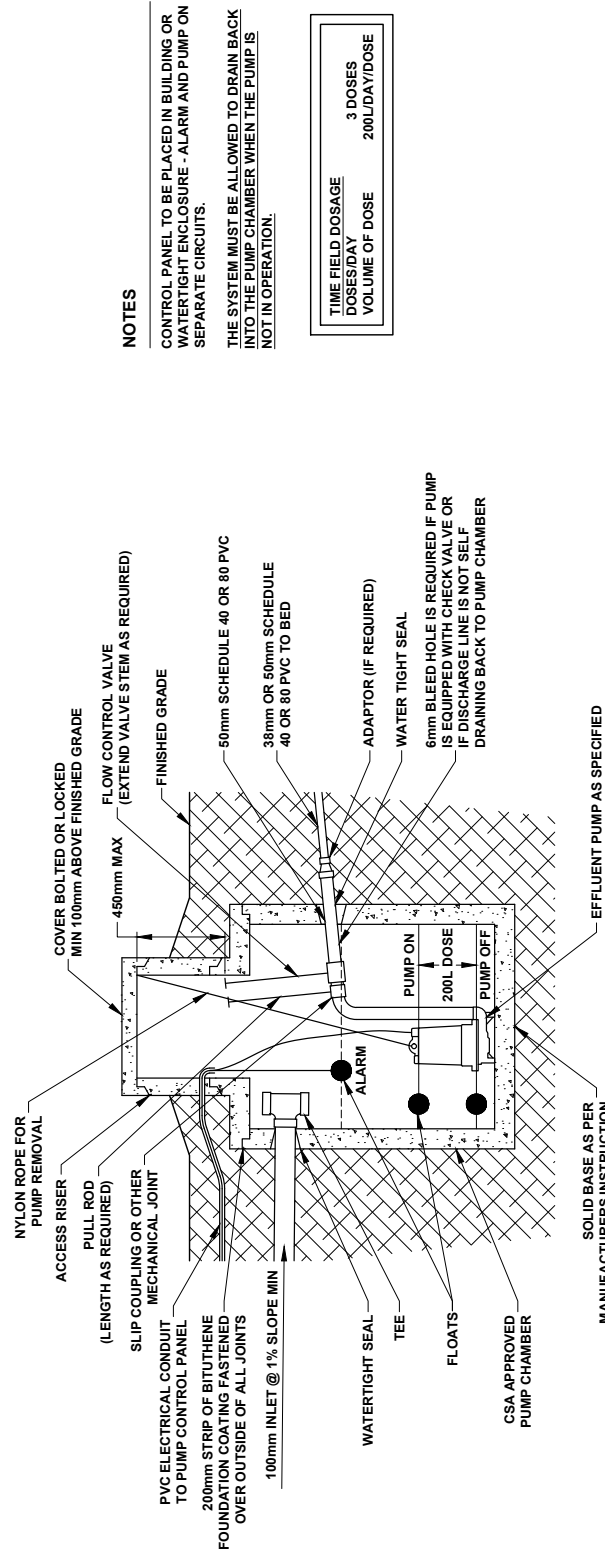 NYLON ROPE FOR
PUMP REMOVAL
ACCESS RISER
PULL ROD
(LENGTH AS REQUIRED)
SLIP COUPLING OR OTHER
MECHANICAL JOINT
PVC ELECTRICAL CONDUIT
TO PUMP CONTROL PANEL
200mm STRIP OF BITUTHENE
FOUNDATION COATING FASTENED
OVER OUTSIDE OF ALL JOINTS
100mm INLET @ 1% SLOPE MIN
WATERTIGHT SEAL
TEE
FLOATS
CSA APPROVED
PUMP CHAMBER
SOLID BASE AS PER
MANUFACTURERS INSTRUCTION
COVER BOLTED OR LOCKED
MIN 100mm ABOVE FINISHED GRADE
450mm MAX
FLOW CONTROL VALVE
(EXTEND VALVE STEM AS REQUIRED)
FINISHED GRADE
50mm SCHEDULE 40 OR 80 PVC
38mm OR 50mm SCHEDULE
40 OR 80 PVC TO BED
ADAPTOR (IF REQUIRED)
WATER TIGHT SEAL
6mm BLEED HOLE IS REQUIRED IF PUMP
IS EQUIPPED WITH CHECK VALVE OR
IF DISCHARGE LINE IS NOT SELF
DRAINING BACK TO PUMP CHAMBER
EFFLUENT PUMP AS SPECIFIED
ALARM
PUMP ON
200L DOSE
PUMP OFF
NOTES
CONTROL PANEL TO BE PLACED IN BUILDING OR
WATERTIGHT ENCLOSURE - ALARM AND PUMP ON
SEPARATE CIRCUITS.
THE SYSTEM MUST BE ALLOWED TO DRAIN BACK
INTO THE PUMP CHAMBER WHEN THE PUMP IS
NOT IN OPERATION.
TIME FIELD DOSAGE
DOSES/DAY 3 DOSES
VOLUME OF DOSE 200L/DAY/DOSE